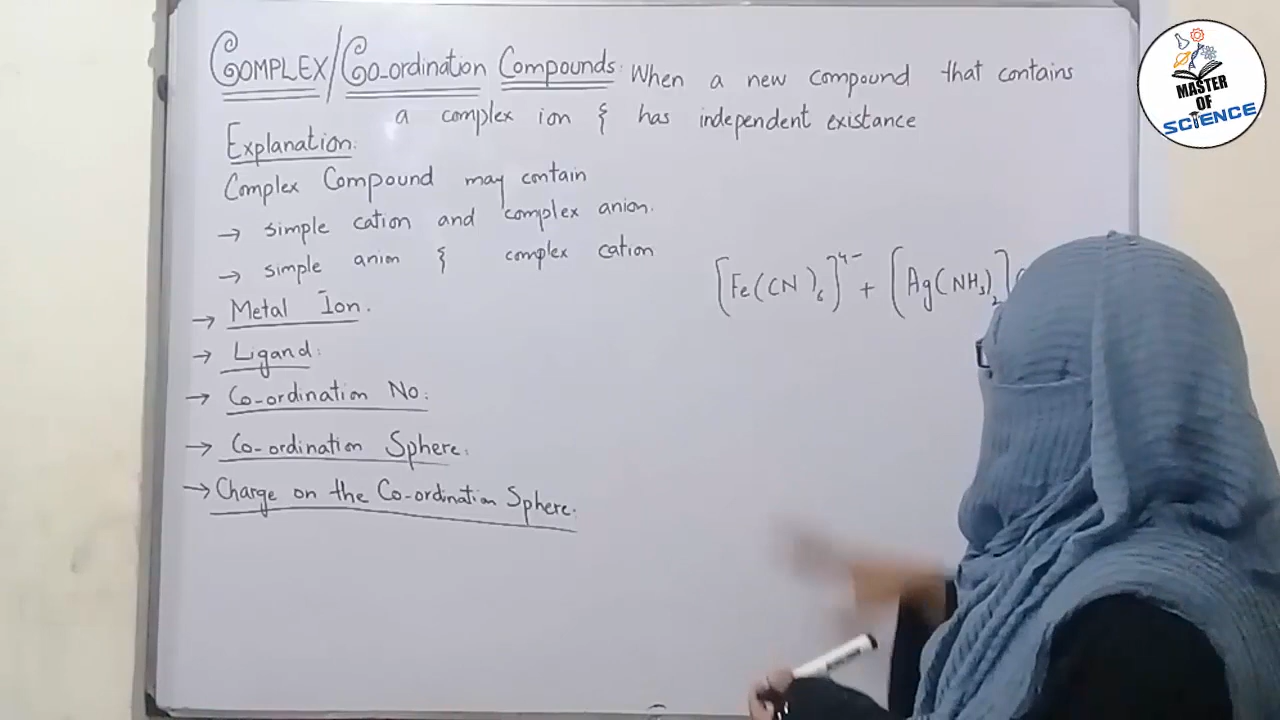 COMPLEX/Co-ordination Compounds: When a new compound that contains
a complex ion & has independent existance
Explanation:
Complex Compound may contain
→ simple cation and complex anion.
→ simple anion & complex cation
[Fe(CN)₆]⁴⁻ + [Ag(NH₃)₂]
→ Metal Ion.
→ Ligand:
→ Co-ordination No:
→ Co-ordination Sphere:
→ Charge on the Co-ordination Sphere:
MASTER
OF
SCIENCE